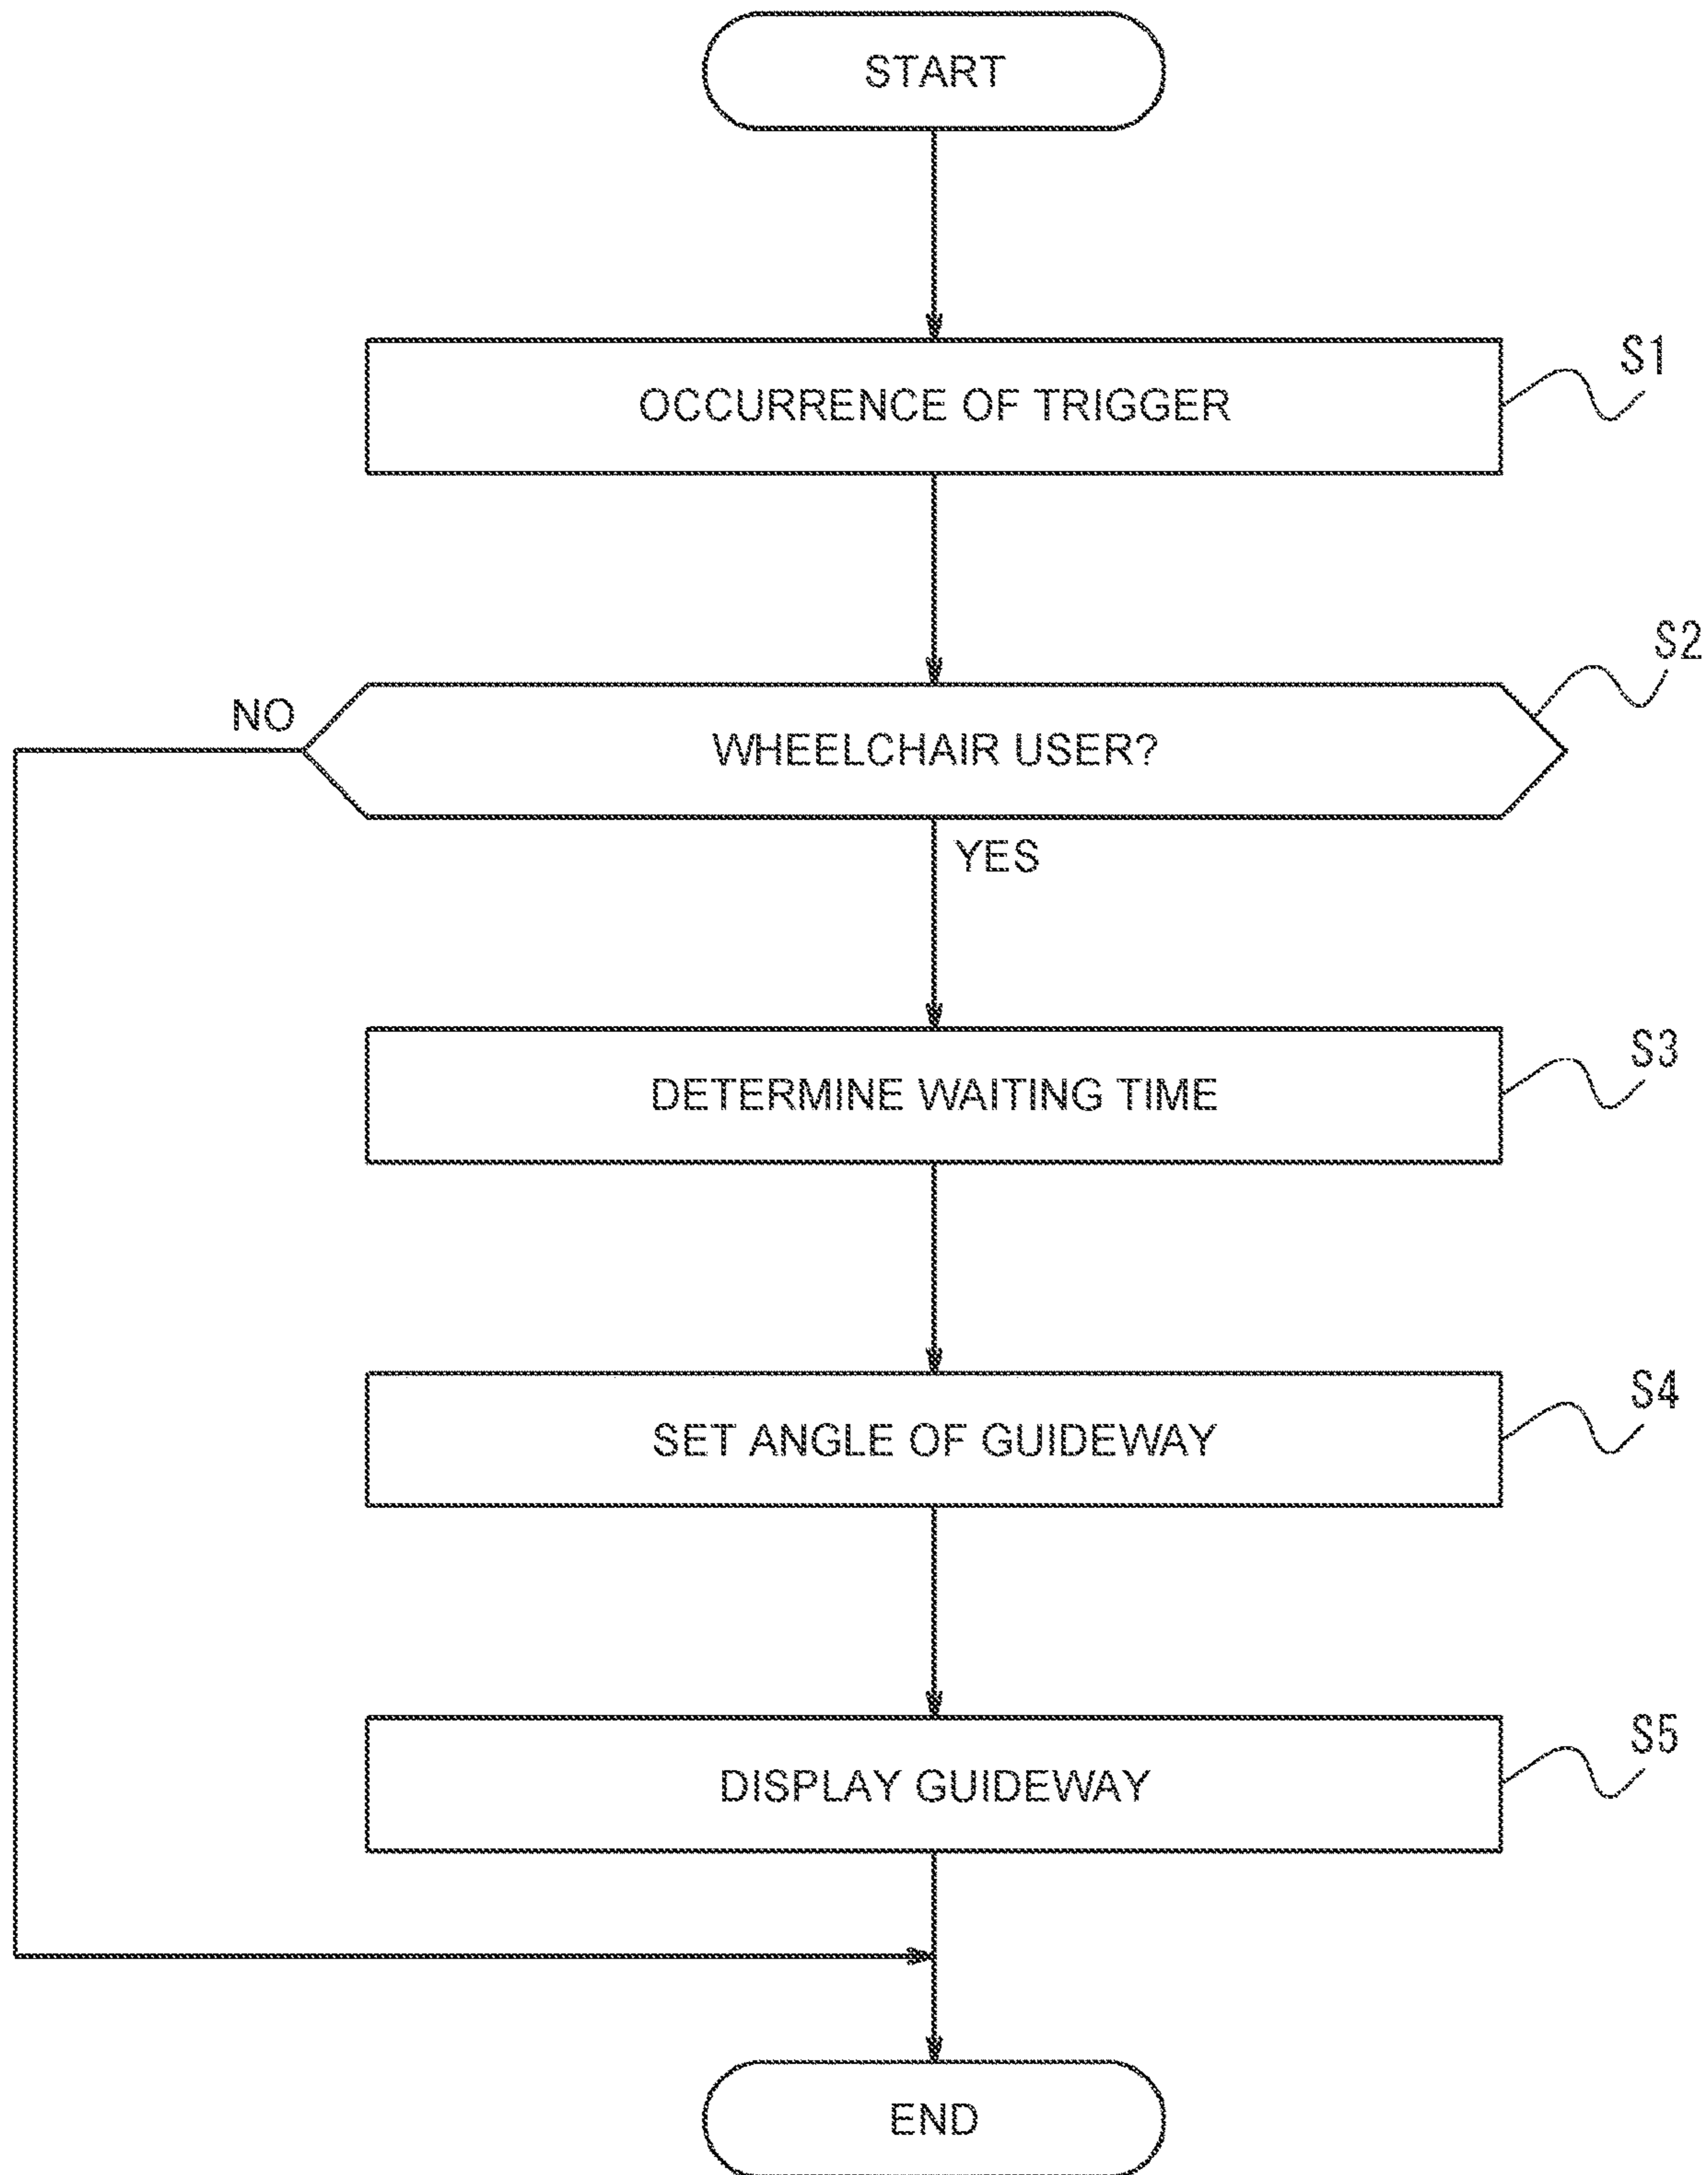 START
OCCURRENCE OF TRIGGER
S1
S2
NO
WHEELCHAIR USER?
YES
DETERMINE WAITING TIME
S3
SET ANGLE OF GUIDEWAY
S4
DISPLAY GUIDEWAY
S5
END